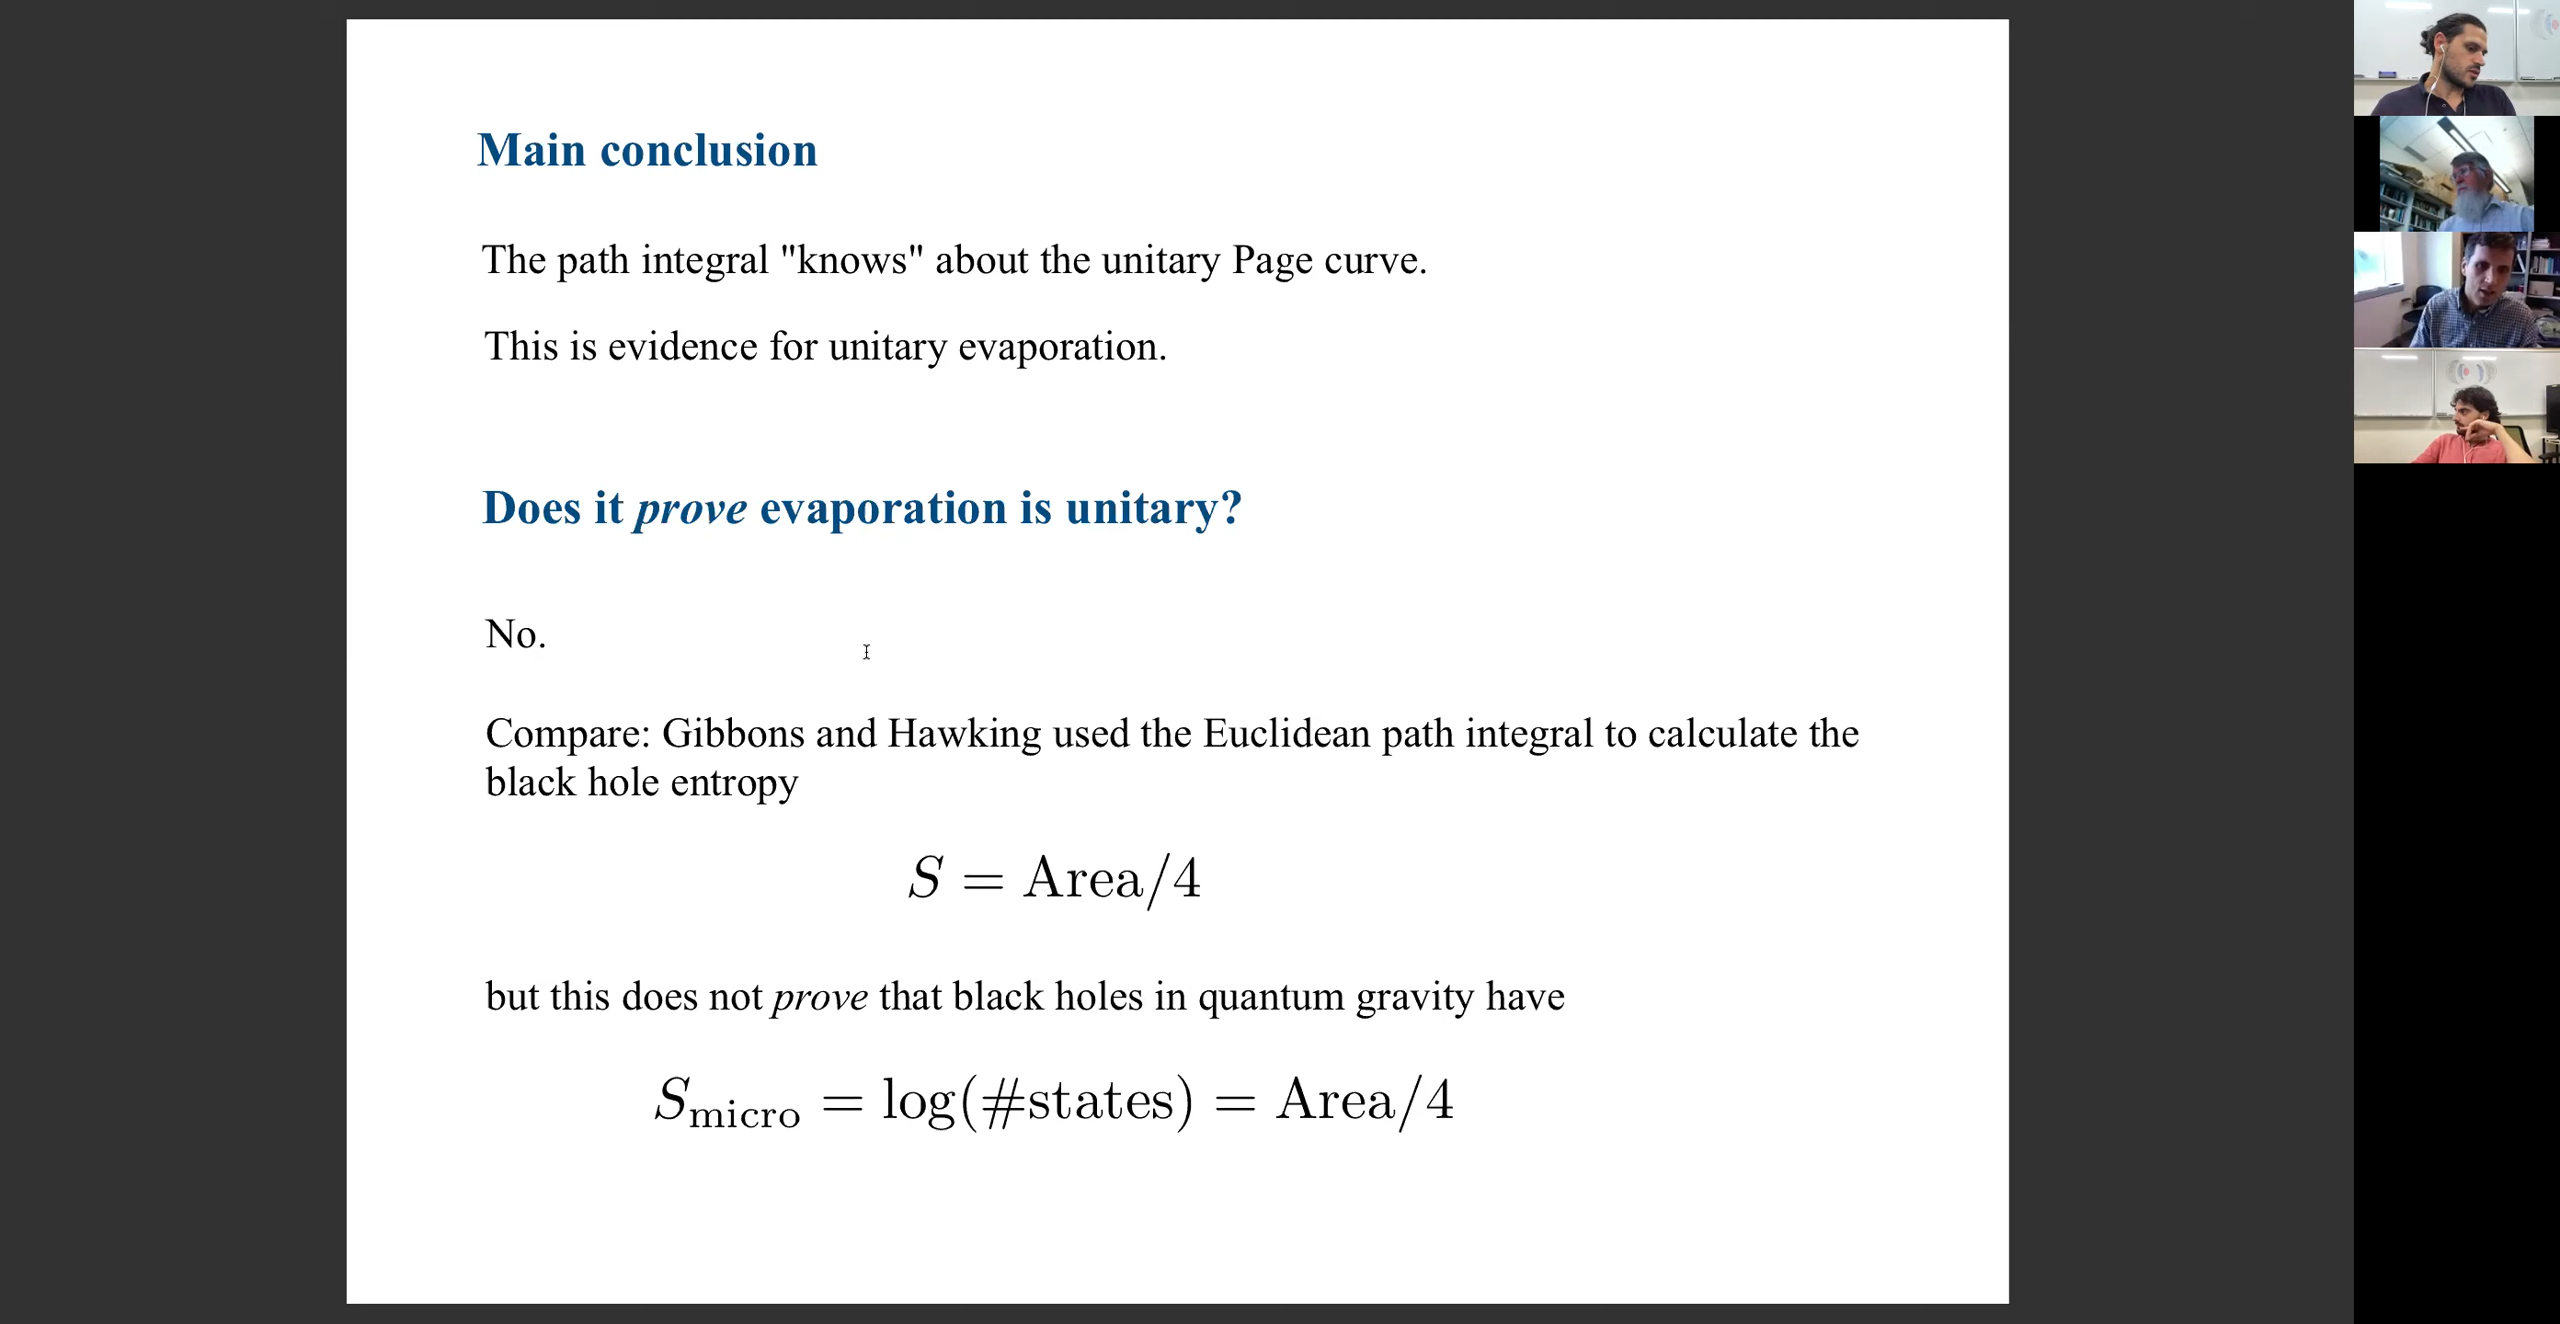 Main conclusion
The path integral "knows" about the unitary Page curve.
This is evidence for unitary evaporation.
Does it prove evaporation is unitary?
No.
Compare: Gibbons and Hawking used the Euclidean path integral to calculate the
black hole entropy
S = Area/4
but this does not prove that black holes in quantum gravity have
S_micro = log(#states) = Area/4